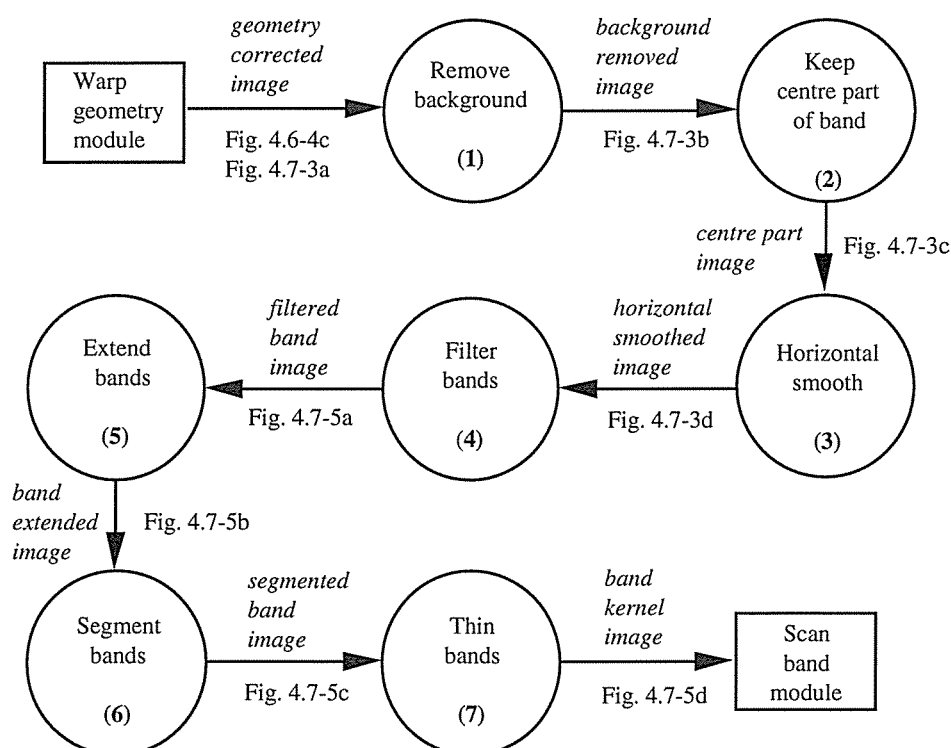 Warp
geometry
module
geometry
corrected
image
Fig. 4.6-4c
Fig. 4.7-3a
Remove
background
(1)
background
removed
image
Fig. 4.7-3b
Keep
centre part
of band
(2)
centre part
image
Fig. 4.7-3c
Horizontal
smooth
(3)
horizontal
smoothed
image
Fig. 4.7-3d
Filter
bands
(4)
filtered
band
image
Fig. 4.7-5a
Extend
bands
(5)
band
extended
image
Fig. 4.7-5b
Segment
bands
(6)
segmented
band
image
Fig. 4.7-5c
Thin
bands
(7)
band
kernel
image
Fig. 4.7-5d
Scan
band
module